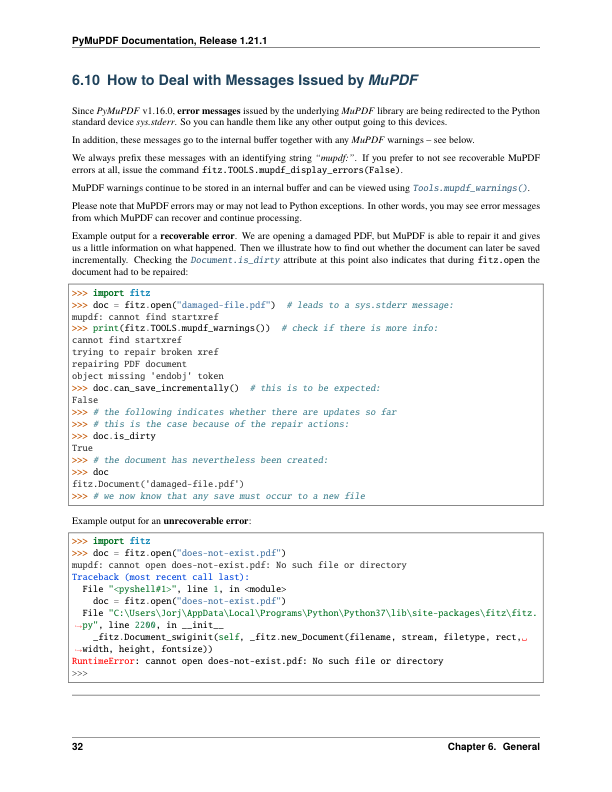 PyMuPDF Documentation, Release 1.21.1
6.10 How to Deal with Messages Issued by MuPDF
Since PyMuPDF v1.16.0, error messages issued by the underlying MuPDF library are being redirected to the Python
standard device sys.stderr. So you can handle them like any other output going to this devices.
In addition, these messages go to the internal buffer together with any MuPDF warnings – see below.
We always prefix these messages with an identifying string “mupdf:”. If you prefer to not see recoverable MuPDF
errors at all, issue the command fitz.TOOLS.mupdf_display_errors(False).
MuPDF warnings continue to be stored in an internal buffer and can be viewed using Tools.mupdf_warnings().
Please note that MuPDF errors may or may not lead to Python exceptions. In other words, you may see error messages
from which MuPDF can recover and continue processing.
Example output for a recoverable error. We are opening a damaged PDF, but MuPDF is able to repair it and gives
us a little information on what happened. Then we illustrate how to find out whether the document can later be saved
incrementally. Checking the Document.is_dirty attribute at this point also indicates that during fitz.open the
document had to be repaired:
>>> import fitz
>>> doc = fitz.open("damaged-file.pdf")  # leads to a sys.stderr message:
mupdf: cannot find startxref
>>> print(fitz.TOOLS.mupdf_warnings())  # check if there is more info:
cannot find startxref
trying to repair broken xref
repairing PDF document
object missing 'endobj' token
>>> doc.can_save_incrementally()  # this is to be expected:
False
>>> # the following indicates whether there are updates so far
>>> # this is the case because of the repair actions:
>>> doc.is_dirty
True
>>> # the document has nevertheless been created:
>>> doc
fitz.Document('damaged-file.pdf')
>>> # we now know that any save must occur to a new file
Example output for an unrecoverable error:
>>> import fitz
>>> doc = fitz.open("does-not-exist.pdf")
mupdf: cannot open does-not-exist.pdf: No such file or directory
Traceback (most recent call last):
  File "<pyshell#1>", line 1, in <module>
    doc = fitz.open("does-not-exist.pdf")
  File "C:\Users\Jorj\AppData\Local\Programs\Python\Python37\lib\site-packages\fitz\fitz.
→py", line 2200, in __init__
    _fitz.Document_swiginit(self, _fitz.new_Document(filename, stream, filetype, rect,␣
→width, height, fontsize))
RuntimeError: cannot open does-not-exist.pdf: No such file or directory
>>>
32
Chapter 6. General